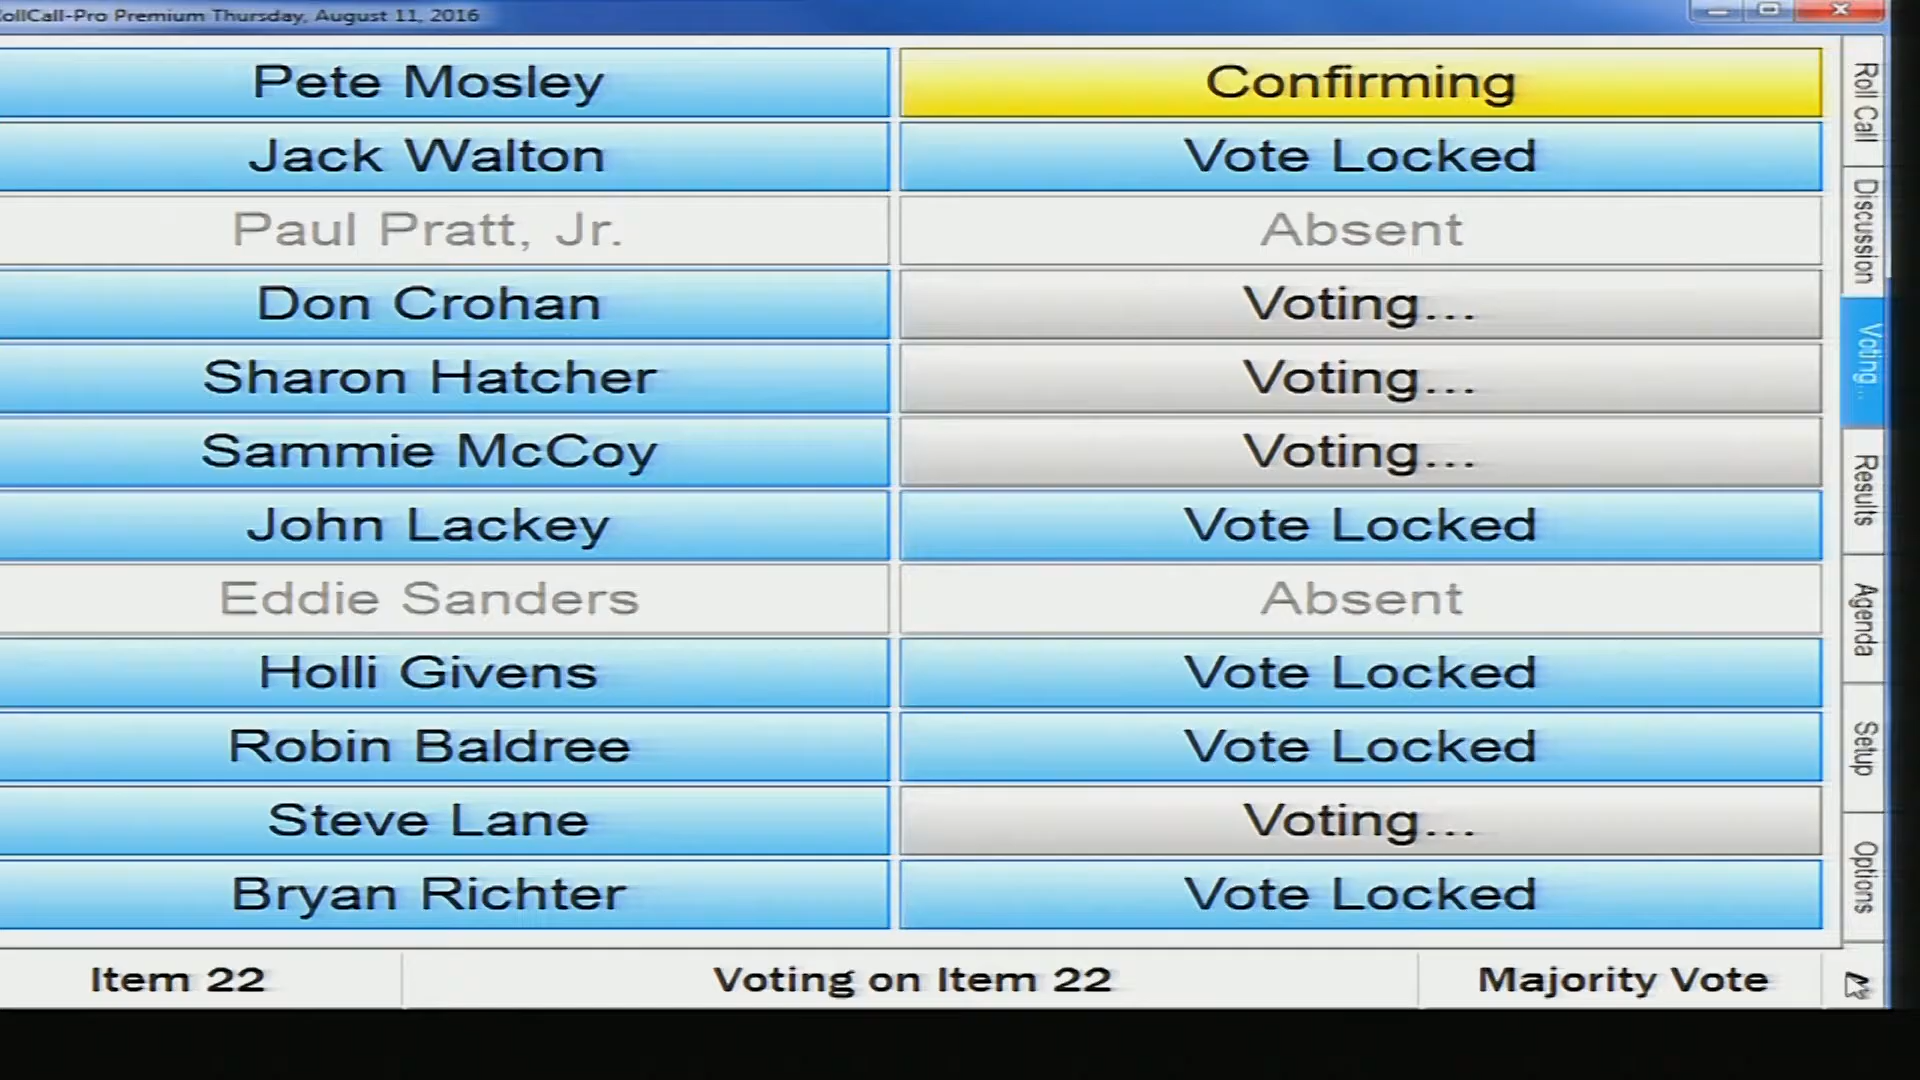 RollCall-Pro Premium Thursday, August 11, 2016
Pete Mosley Confirming
Jack Walton Vote Locked
Paul Pratt, Jr. Absent
Don Crohan Voting...
Sharon Hatcher Voting...
Sammie McCoy Voting...
John Lackey Vote Locked
Eddie Sanders Absent
Holli Givens Vote Locked
Robin Baldree Vote Locked
Steve Lane Voting...
Bryan Richter Vote Locked
Item 22 Voting on Item 22 Majority Vote
Roll Call
Discussion
Voting...
Results
Agenda
Setup
Options